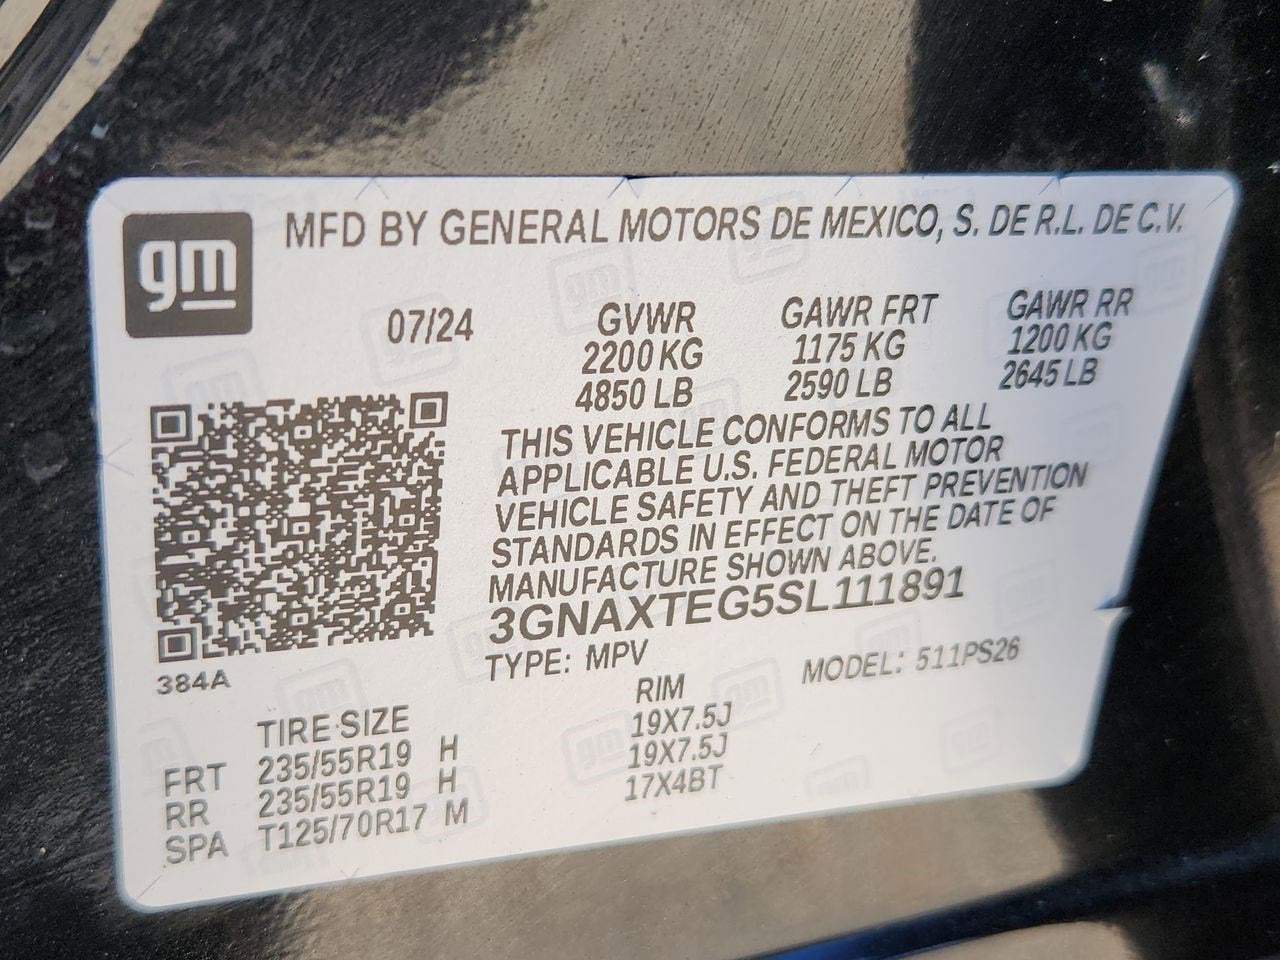 gm
MFD BY GENERAL MOTORS DE MEXICO, S. DE R.L. DE C.V.
07/24 GVWR GAWR FRT GAWR RR
2200 KG 1175 KG 1200 KG
4850 LB 2590 LB 2645 LB
THIS VEHICLE CONFORMS TO ALL
APPLICABLE U.S. FEDERAL MOTOR
VEHICLE SAFETY AND THEFT PREVENTION
STANDARDS IN EFFECT ON THE DATE OF
MANUFACTURE SHOWN ABOVE.
3GNAXTEG5SL111891
384A
TYPE: MPV MODEL: 511PS26
TIRE SIZE RIM
FRT 235/55R19 H 19X7.5J
RR 235/55R19 H 19X7.5J
SPA T125/70R17 M 17X4BT